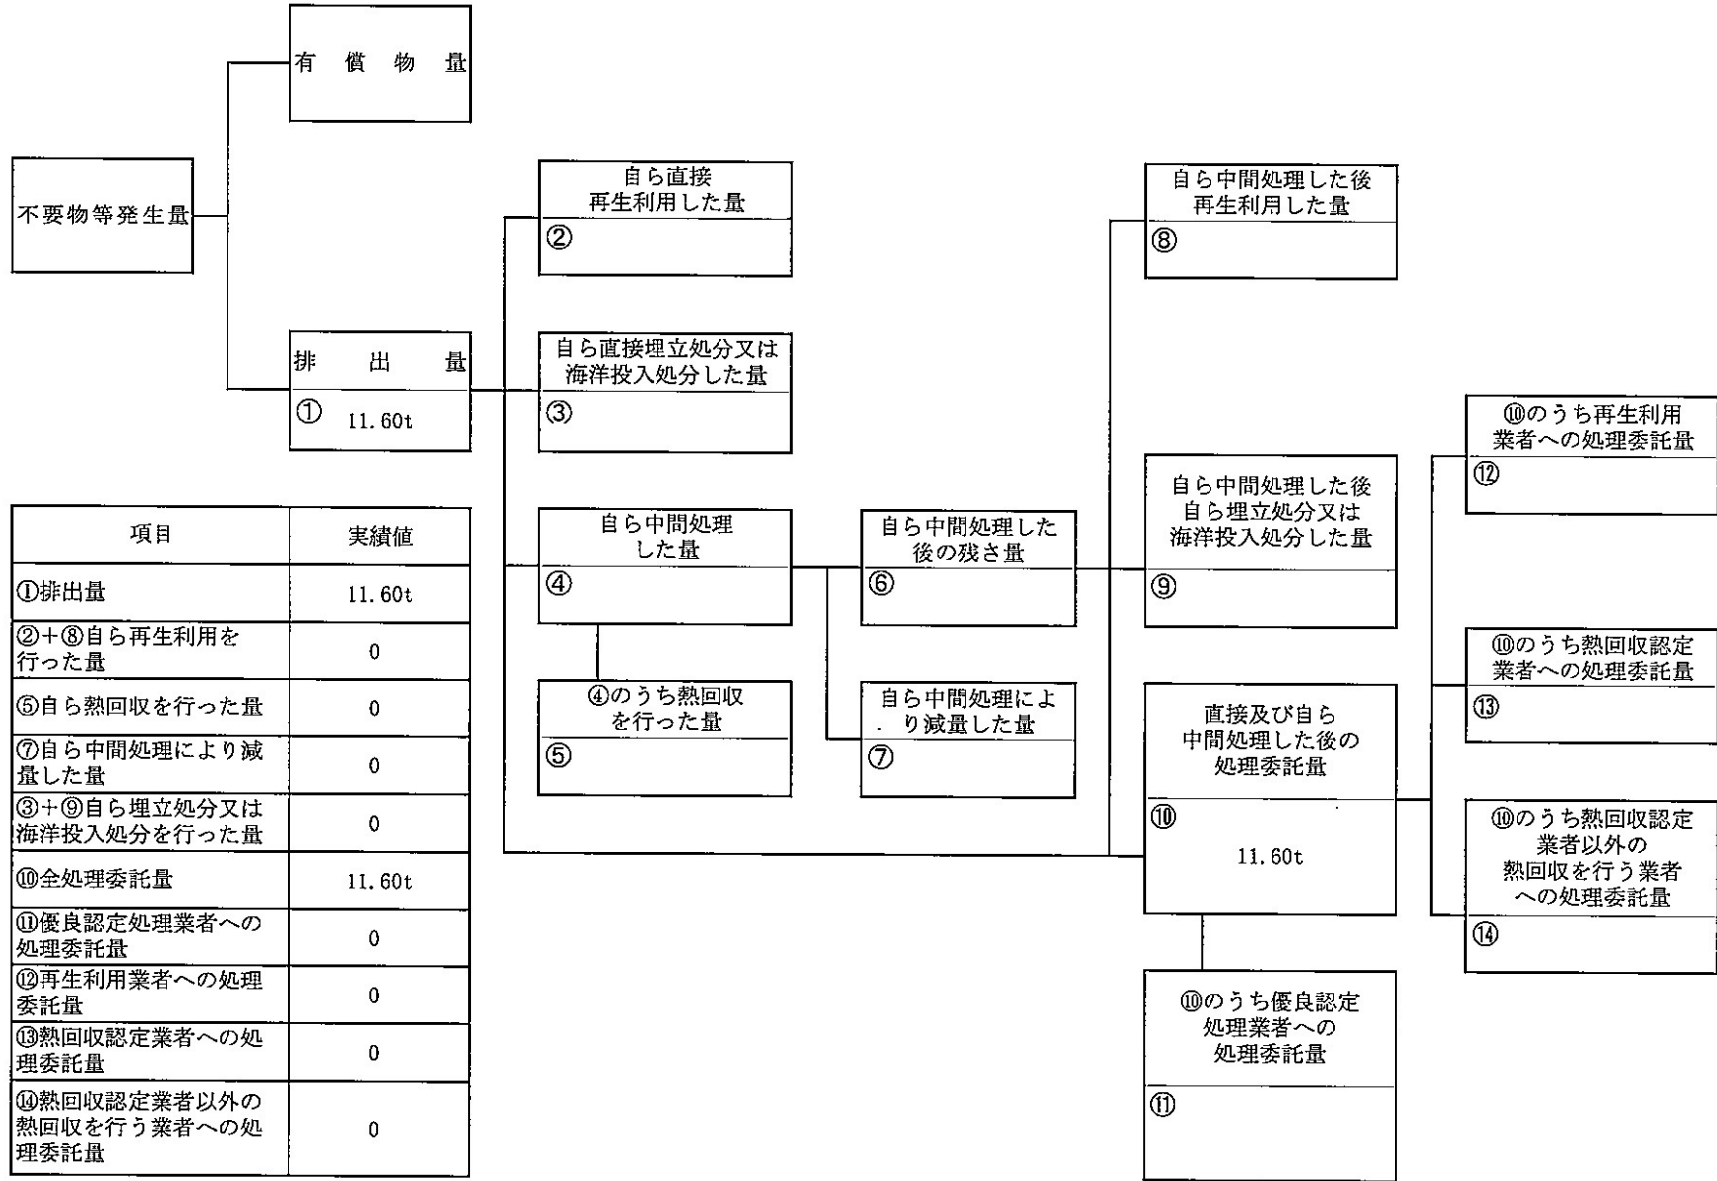 有償物量
不要物等発生量
排出量
① 11.60t
自ら直接
再生利用した量
②
自ら直接埋立処分又は
海洋投入処分した量
③
自ら中間処理
した量
④
④のうち熱回収
を行った量
⑤
自ら中間処理した
後の残さ量
⑥
自ら中間処理によ
り減量した量
⑦
自ら中間処理した後
再生利用した量
⑧
自ら中間処理した後
自ら埋立処分又は
海洋投入処分した量
⑨
直接及び自ら
中間処理した後の
処理委託量
⑩
11.60t
⑩のうち優良認定
処理業者への
処理委託量
⑪
⑩のうち再生利用
業者への処理委託量
⑫
⑩のうち熱回収認定
業者への処理委託量
⑬
⑩のうち熱回収認定
業者以外の
熱回収を行う業者
への処理委託量
⑭
項目 実績値
①排出量 11.60t
②+⑧自ら再生利用を
行った量 0
⑤自ら熱回収を行った量 0
⑦自ら中間処理により減
量した量 0
③+⑨自ら埋立処分又は
海洋投入処分を行った量 0
⑩全処理委託量 11.60t
⑪優良認定処理業者への
処理委託量 0
⑫再生利用業者への処理
委託量 0
⑬熱回収認定業者への処
理委託量 0
⑭熱回収認定業者以外の
熱回収を行う業者への処
理委託量 0